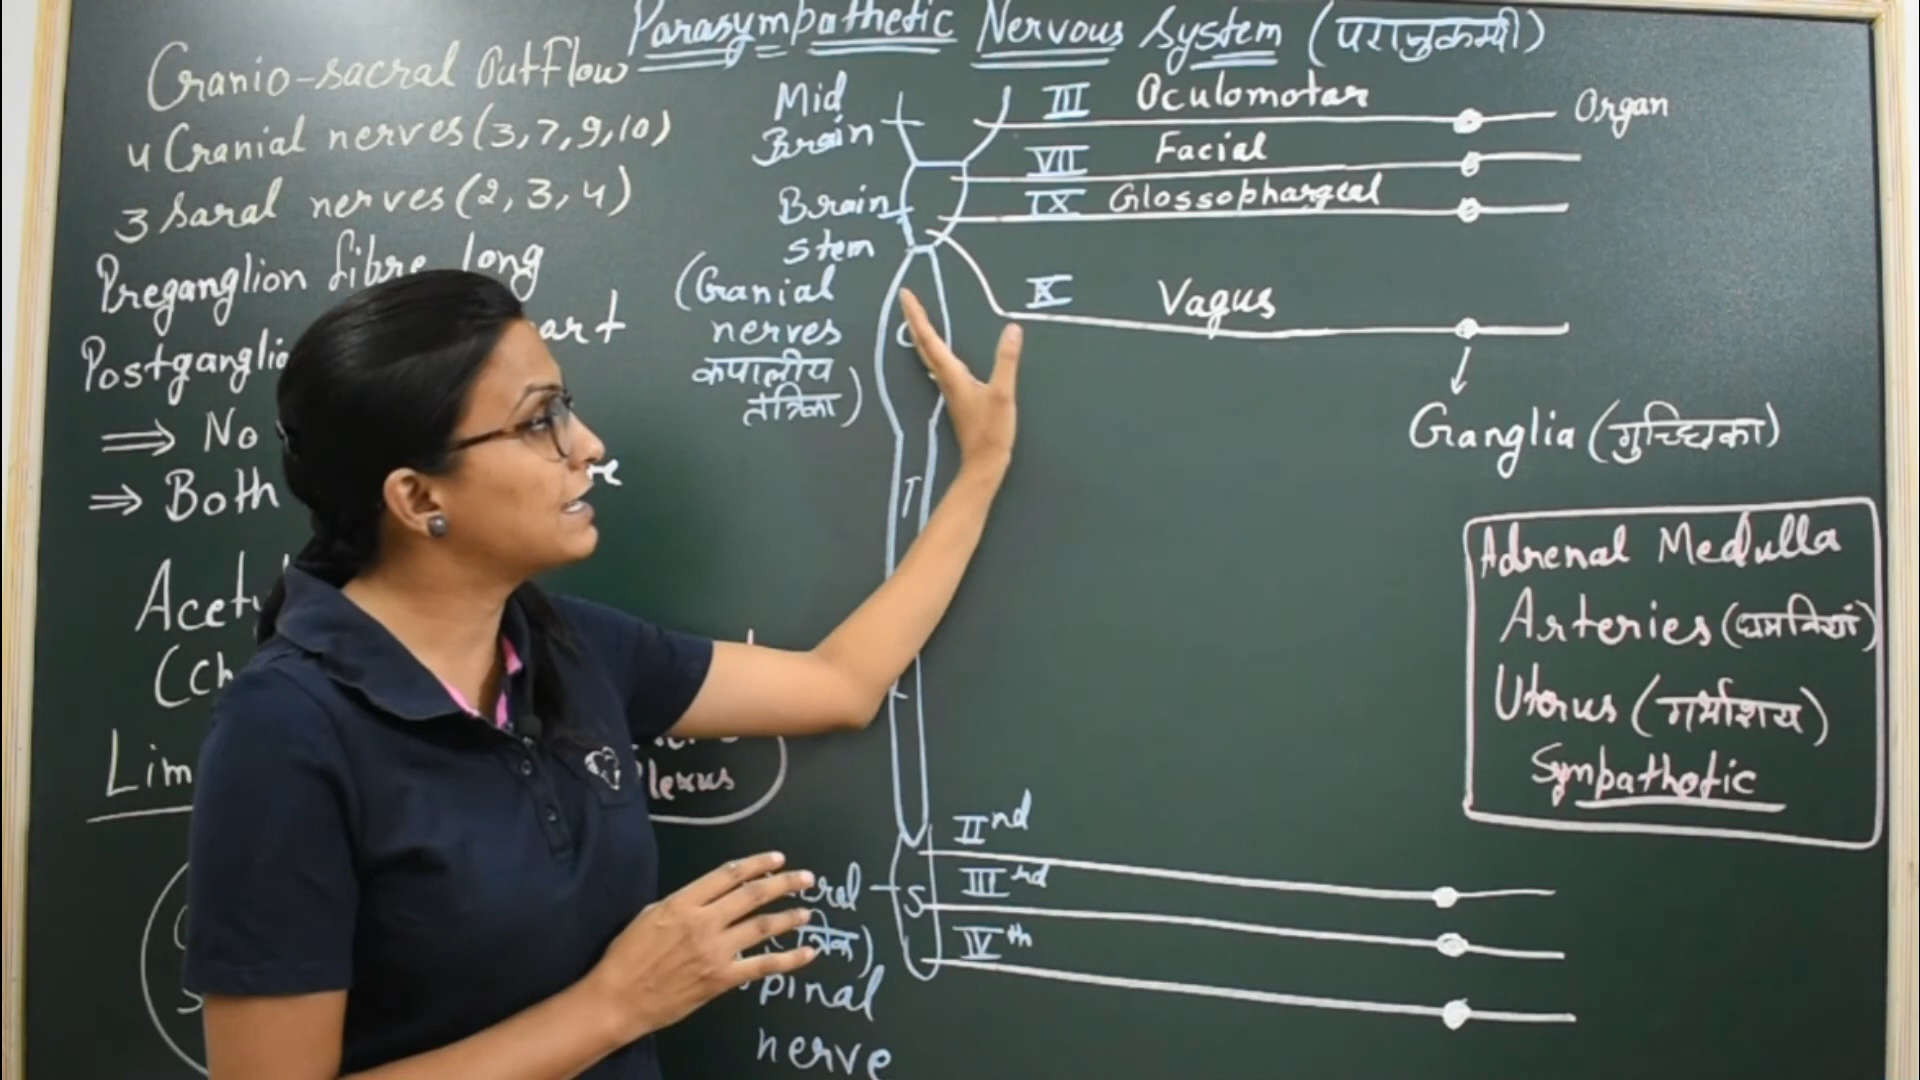 Parasympathetic Nervous System (परानुकम्पी)
Cranio-sacral Outflow
4 Cranial nerves (3,7,9,10)
3 Saral nerves (2,3,4)
Preganglion fibre long
Postganglio
⇒ No
⇒ Both
Acety
(Ch
Lim
lexus
Mid
Brain
Brain
stem
(Cranial
nerves
कपालीय
तंत्रिका)
C
T
S
pinal
nerve
III Oculomotar Organ
VII Facial
IX Glossophargeal
X Vagus
Ganglia (गुच्छिका)
Adrenal Medulla
Arteries (धमनियां)
Uterus (गर्भाशय)
Sympathetic
IInd
IIIrd
IVth